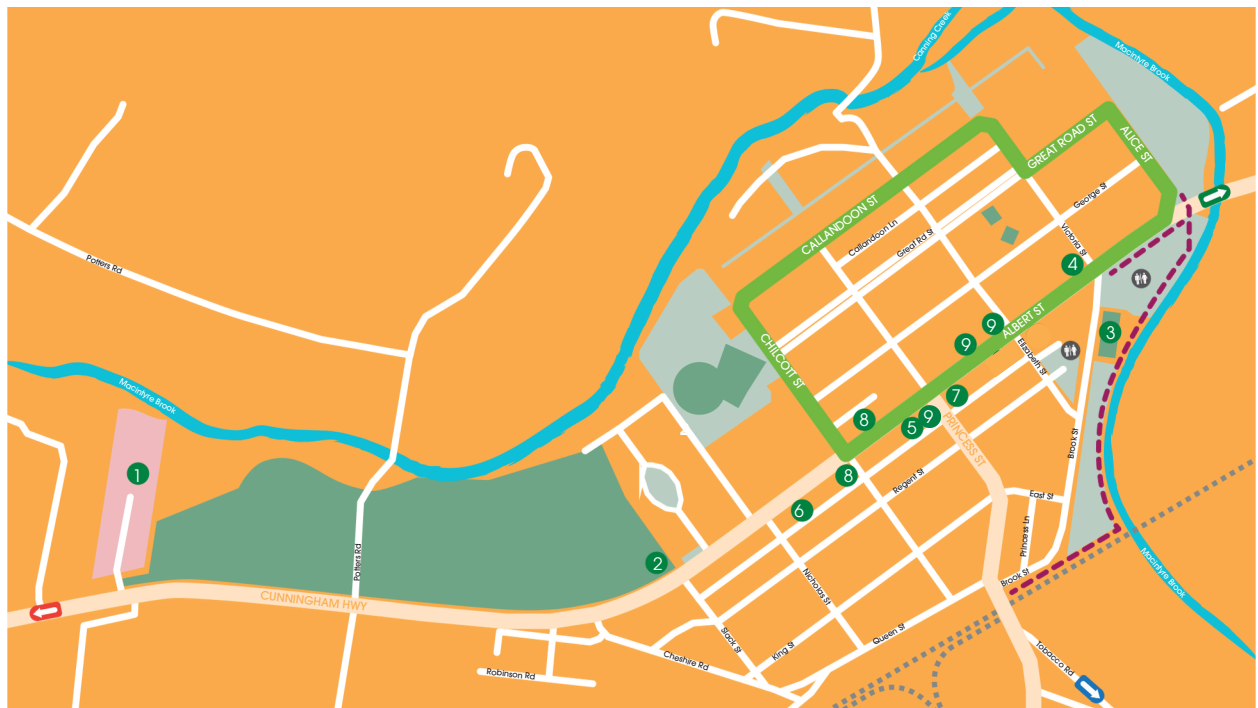 Canning Creek
Macintyre Brook
GREAT ROAD ST
ALICE ST
George St
CALLANDOON ST
Callandoon Ln
Great Rd St
Victoria St
4
Potters Rd
ALBERT ST
3
9
9
Elizabeth St
CHILCOTT ST
Macintyre Brook
7
9
8
5
PRINCESS ST
Brook St
1
8
Regent St
6
East St
Princess Ln
2
Potters Rd
Nicholas St
Brook St
Macintyre Brook
CUNNINGHAM HWY
Slack St
Queen St
King St
Tobacco Rd
Cheshire Rd
Robinson Rd